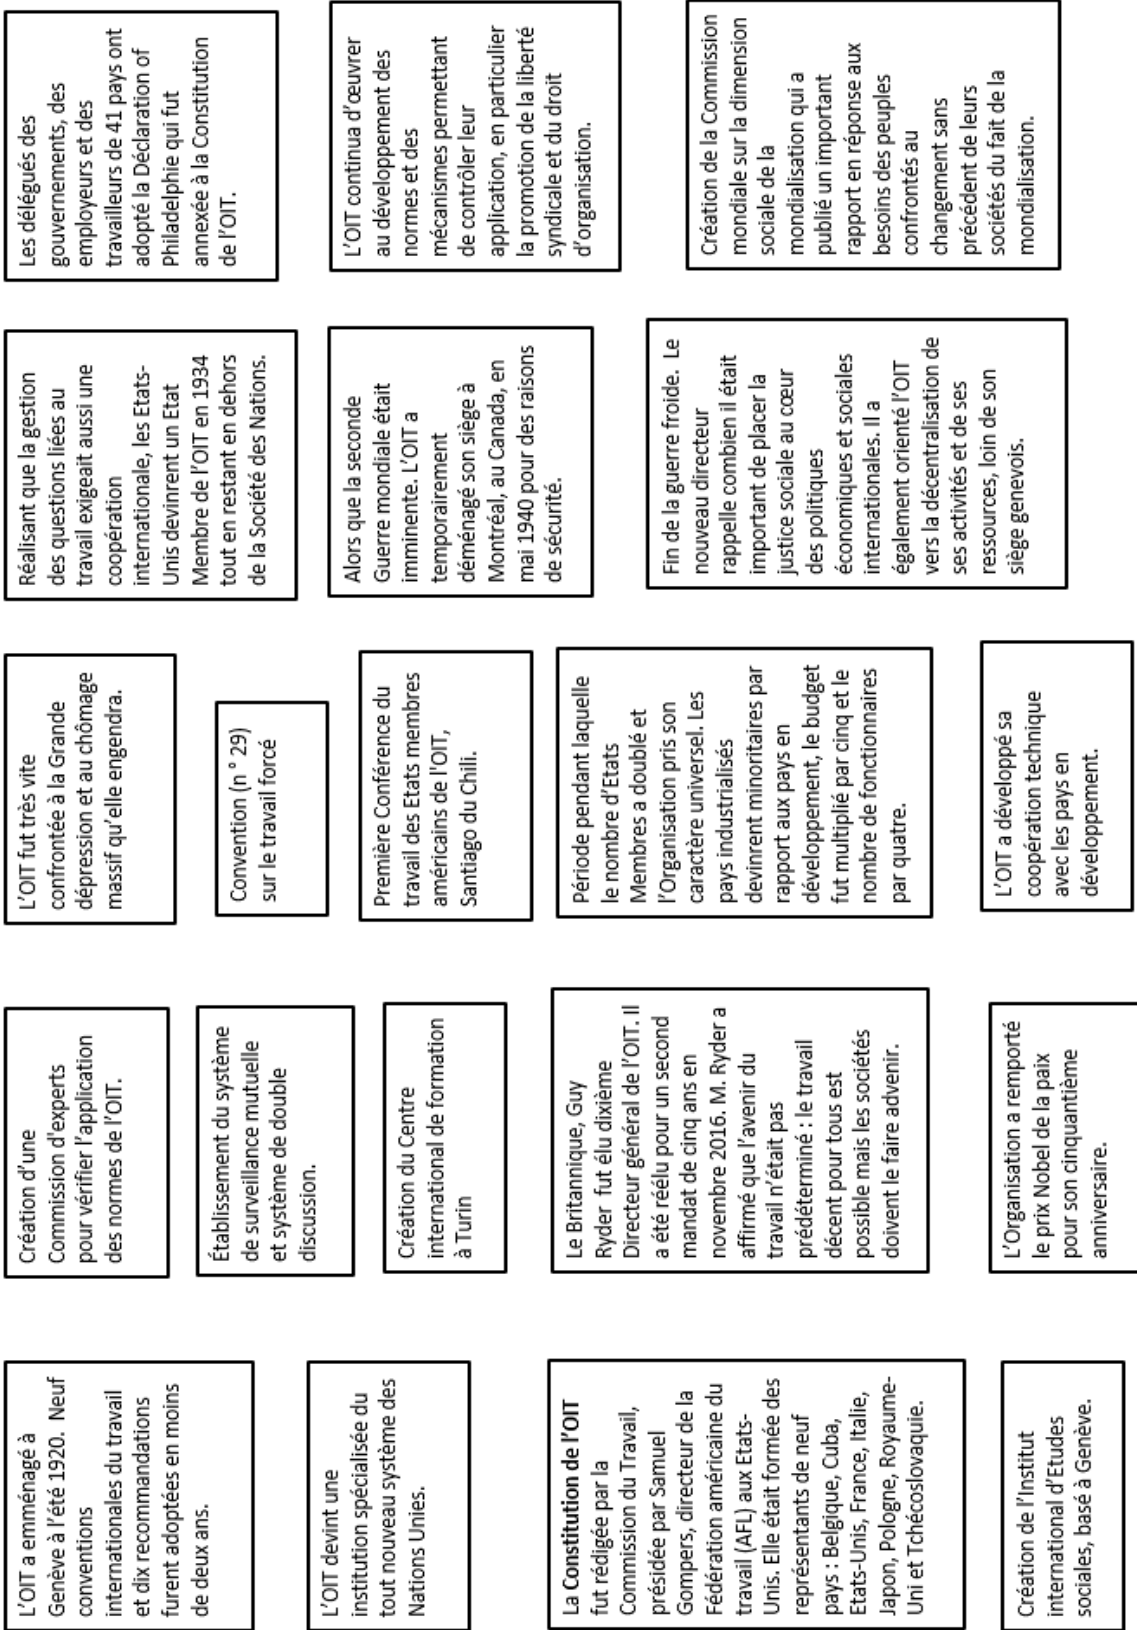 L'OIT a emménagé à
Genève à l'été 1920.  Neuf
conventions
internationales du travail
et dix recommandations
furent adoptées en moins
de deux ans.
Création d'une
Commission d'experts
pour vérifier l'application
des normes de l'OIT.
L'OIT fut très vite
confrontée à la Grande
dépression et au chômage
massif qu'elle engendra.
Réalisant que la gestion
des questions liées au
travail exigeait aussi une
coopération
internationale, les Etats-
Unis devinrent un Etat
Membre de l'OIT en 1934
tout en restant en dehors
de la Société des Nations.
Les délégués des
gouvernements, des
employeurs et des
travailleurs de 41 pays ont
adopté la Déclaration of
Philadelphie qui fut
annexée à la Constitution
de l'OIT.
L'OIT devint une
institution spécialisée du
tout nouveau système des
Nations Unies.
Établissement du système
de surveillance mutuelle
et système de double
discussion.
Convention (n ° 29)
sur le travail forcé
Alors que la seconde
Guerre mondiale était
imminente. L'OIT a
temporairement
déménagé son siège à
Montréal, au Canada, en
mai 1940 pour des raisons
de sécurité.
L'OIT continua d'œuvrer
au développement des
normes et des
mécanismes permettant
de contrôler leur
application, en particulier
la promotion de la liberté
syndicale et du droit
d'organisation.
Création du Centre
international de formation
à Turin
Première Conférence du
travail des Etats membres
américains de l'OIT,
Santiago du Chili.
La Constitution de l'OIT
fut rédigée par la
Commission du Travail,
présidée par Samuel
Gompers, directeur de la
Fédération américaine du
travail (AFL) aux Etats-
Unis. Elle était formée des
représentants de neuf
pays : Belgique, Cuba,
Etats-Unis, France, Italie,
Japon, Pologne, Royaume-
Uni et Tchécoslovaquie.
Le Britannique, Guy
Ryder  fut élu dixième
Directeur général de l'OIT. Il
a été réélu pour un second
mandat de cinq ans en
novembre 2016. M. Ryder a
affirmé que l'avenir du
travail n'était pas
prédéterminé : le travail
décent pour tous est
possible mais les sociétés
doivent le faire advenir.
Période pendant laquelle
le nombre d'Etats
Membres a doublé et
l'Organisation pris son
caractère universel. Les
pays industrialisés
devinrent minoritaires par
rapport aux pays en
développement, le budget
fut multiplié par cinq et le
nombre de fonctionnaires
par quatre.
Fin de la guerre froide.  Le
nouveau directeur
rappelle combien il était
important de placer la
justice sociale au cœur
des politiques
économiques et sociales
internationales. Il a
également orienté l'OIT
vers la décentralisation de
ses activités et de ses
ressources, loin de son
siège genevois.
Création de la Commission
mondiale sur la dimension
sociale de la
mondialisation qui a
publié un important
rapport en réponse aux
besoins des peuples
confrontés au
changement sans
précédent de leurs
sociétés du fait de la
mondialisation.
Création de l'Institut
international d'Etudes
sociales, basé à Genève.
L'Organisation a remporté
le prix Nobel de la paix
pour son cinquantième
anniversaire.
L'OIT a développé sa
coopération technique
avec les pays en
développement.